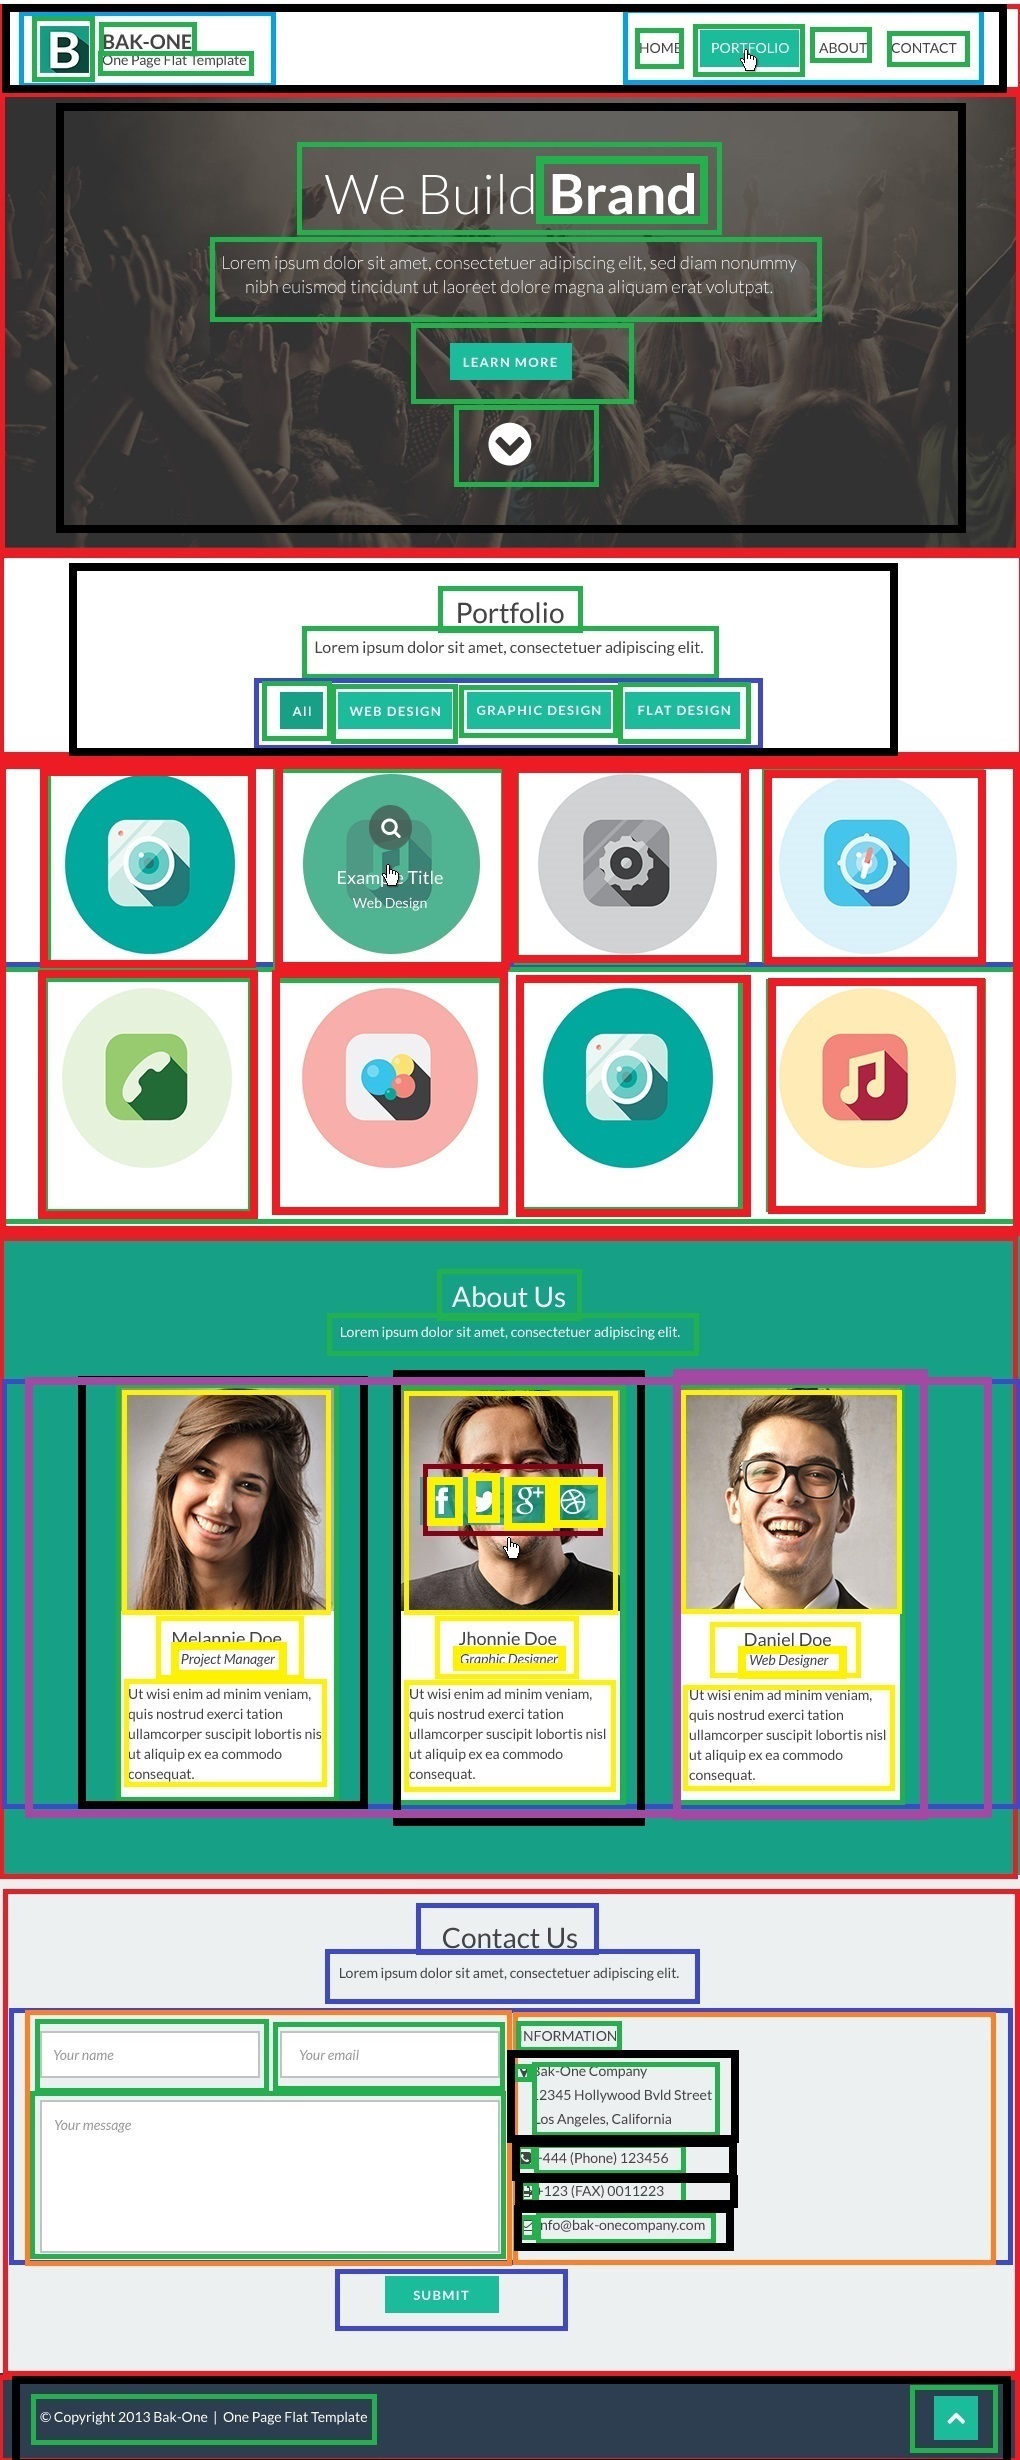 B BAK-ONE
One Page Flat Template
HOME PORTFOLIO ABOUT CONTACT
We Build Brand
Lorem ipsum dolor sit amet, consectetuer adipiscing elit, sed diam nonummy
nibh euismod tincidunt ut laoreet dolore magna aliquam erat volutpat.
LEARN MORE
Portfolio
Lorem ipsum dolor sit amet, consectetuer adipiscing elit.
All WEB DESIGN GRAPHIC DESIGN FLAT DESIGN
Example Title
Web Design
About Us
Lorem ipsum dolor sit amet, consectetuer adipiscing elit.
f g+
Melannie Doe
Project Manager
Ut wisi enim ad minim veniam,
quis nostrud exerci tation
ullamcorper suscipit lobortis nis
ut aliquip ex ea commodo
consequat.
Jhonnie Doe
Graphic Designer
Ut wisi enim ad minim veniam,
quis nostrud exerci tation
ullamcorper suscipit lobortis nisl
ut aliquip ex ea commodo
consequat.
Daniel Doe
Web Designer
Ut wisi enim ad minim veniam,
quis nostrud exerci tation
ullamcorper suscipit lobortis nisl
ut aliquip ex ea commodo
consequat.
Contact Us
Lorem ipsum dolor sit amet, consectetuer adipiscing elit.
Your name
Your email
Your message
INFORMATION
Bak-One Company
12345 Hollywood Bvld Street
Los Angeles, California
+444 (Phone) 123456
+123 (FAX) 0011223
info@bak-onecompany.com
SUBMIT
© Copyright 2013 Bak-One | One Page Flat Template